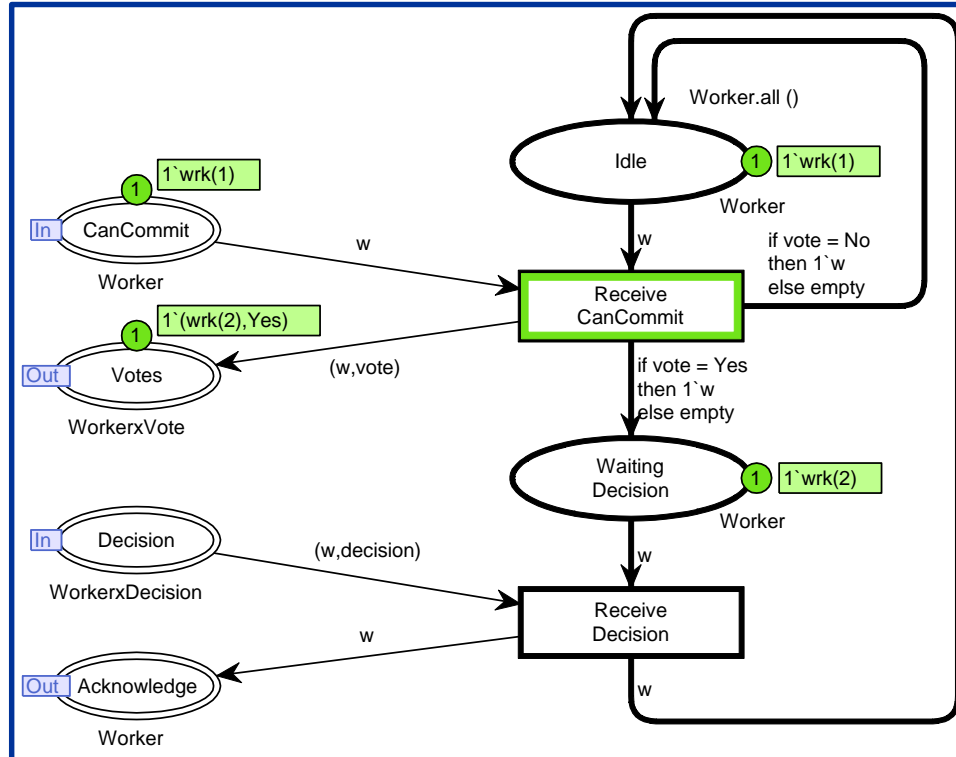 Worker.all ()
1`wrk(1)
1
Idle
1
1`wrk(1)
In
CanCommit
Worker
w
w
Worker
if vote = No
then 1`w
else empty
Receive
CanCommit
1`(wrk(2),Yes)
1
Out
Votes
(w,vote)
WorkerxVote
if vote = Yes
then 1`w
else empty
Waiting
Decision
1
1`wrk(2)
Worker
In
Decision
(w,decision)
WorkerxDecision
w
Receive
Decision
w
Out
Acknowledge
w
Worker